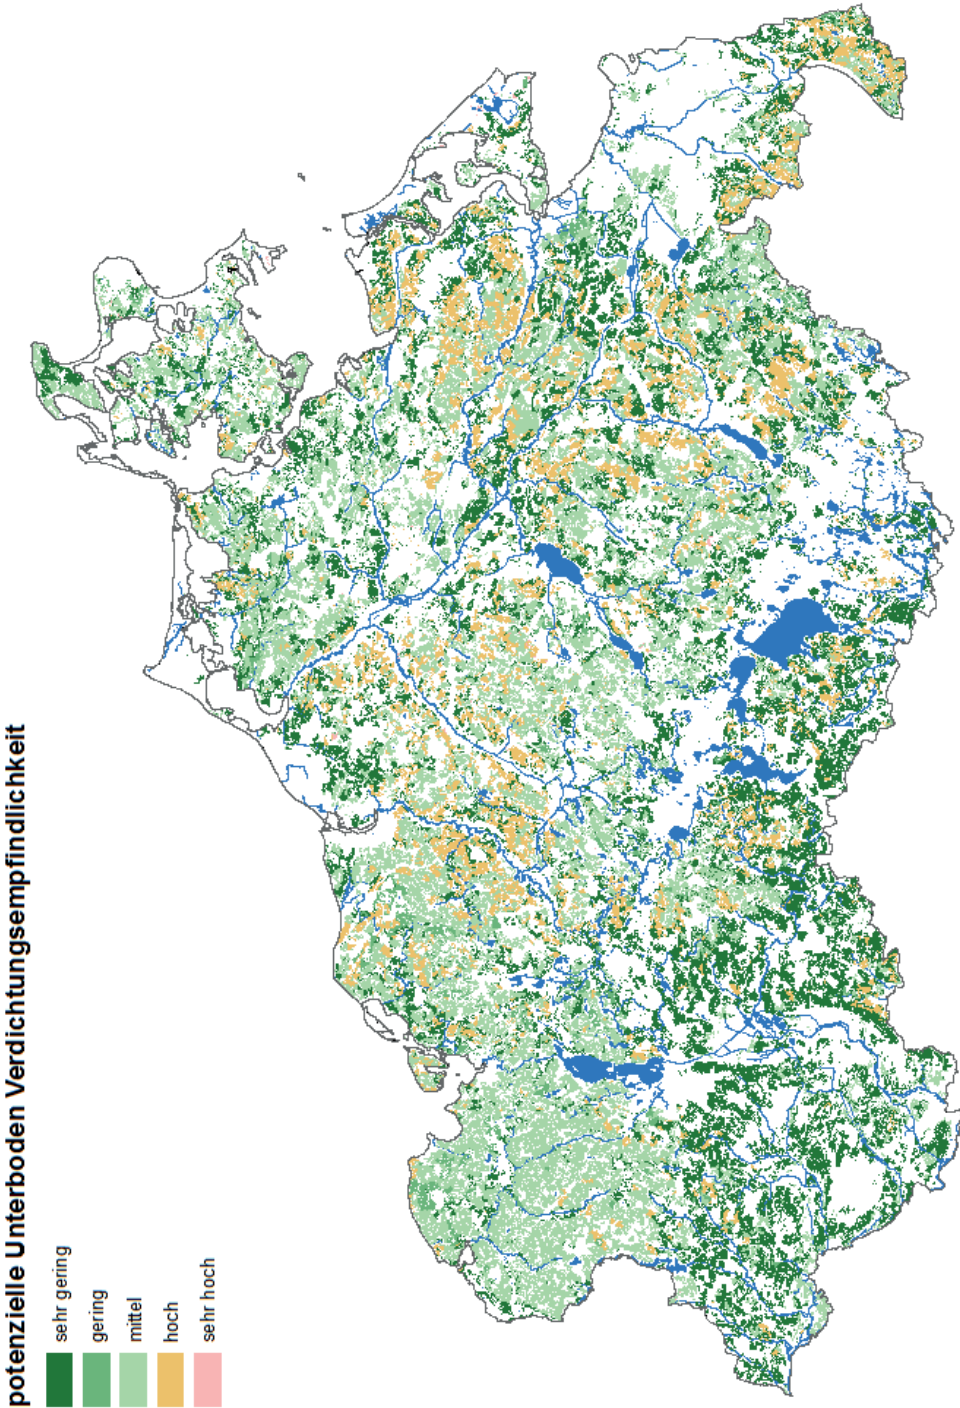 potenzielle Unterboden Verdichtungsempfindlichkeit
sehr gering
gering
mittel
hoch
sehr hoch